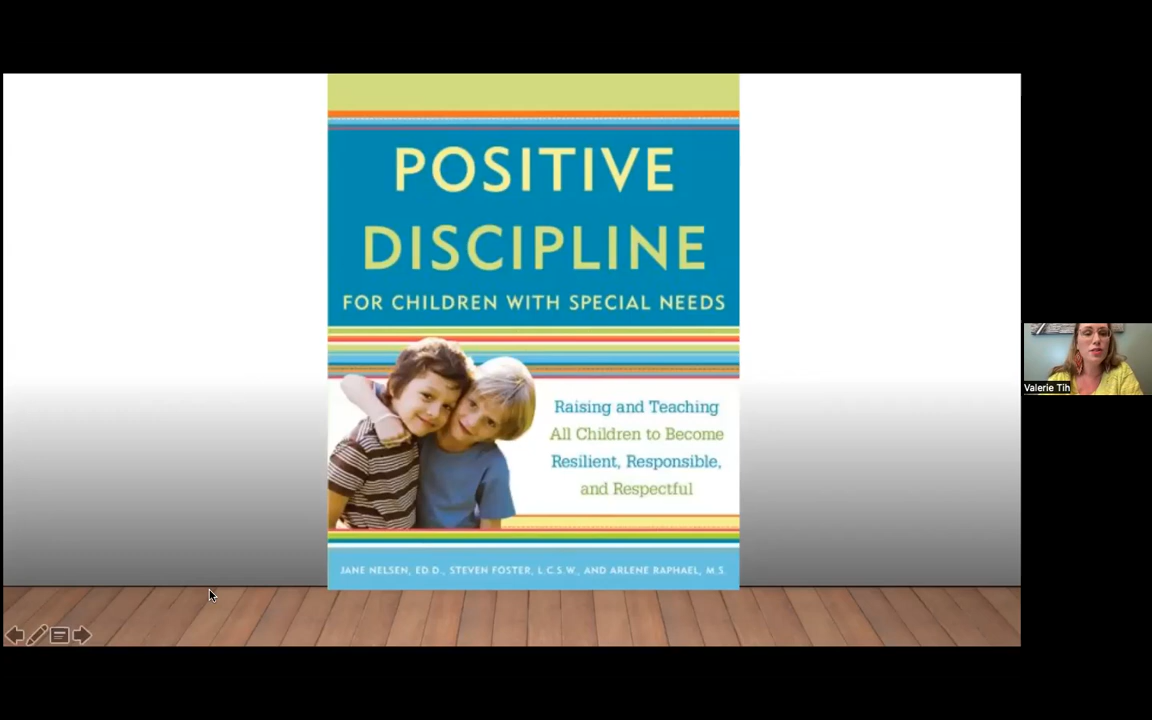 POSITIVE
DISCIPLINE
FOR CHILDREN WITH SPECIAL NEEDS
Raising and Teaching
All Children to Become
Resilient, Responsible,
and Respectful
JANE NELSEN, ED.D., STEVEN FOSTER, L.C.S.W., AND ARLENE RAPHAEL, M.S.
Valerie Tih